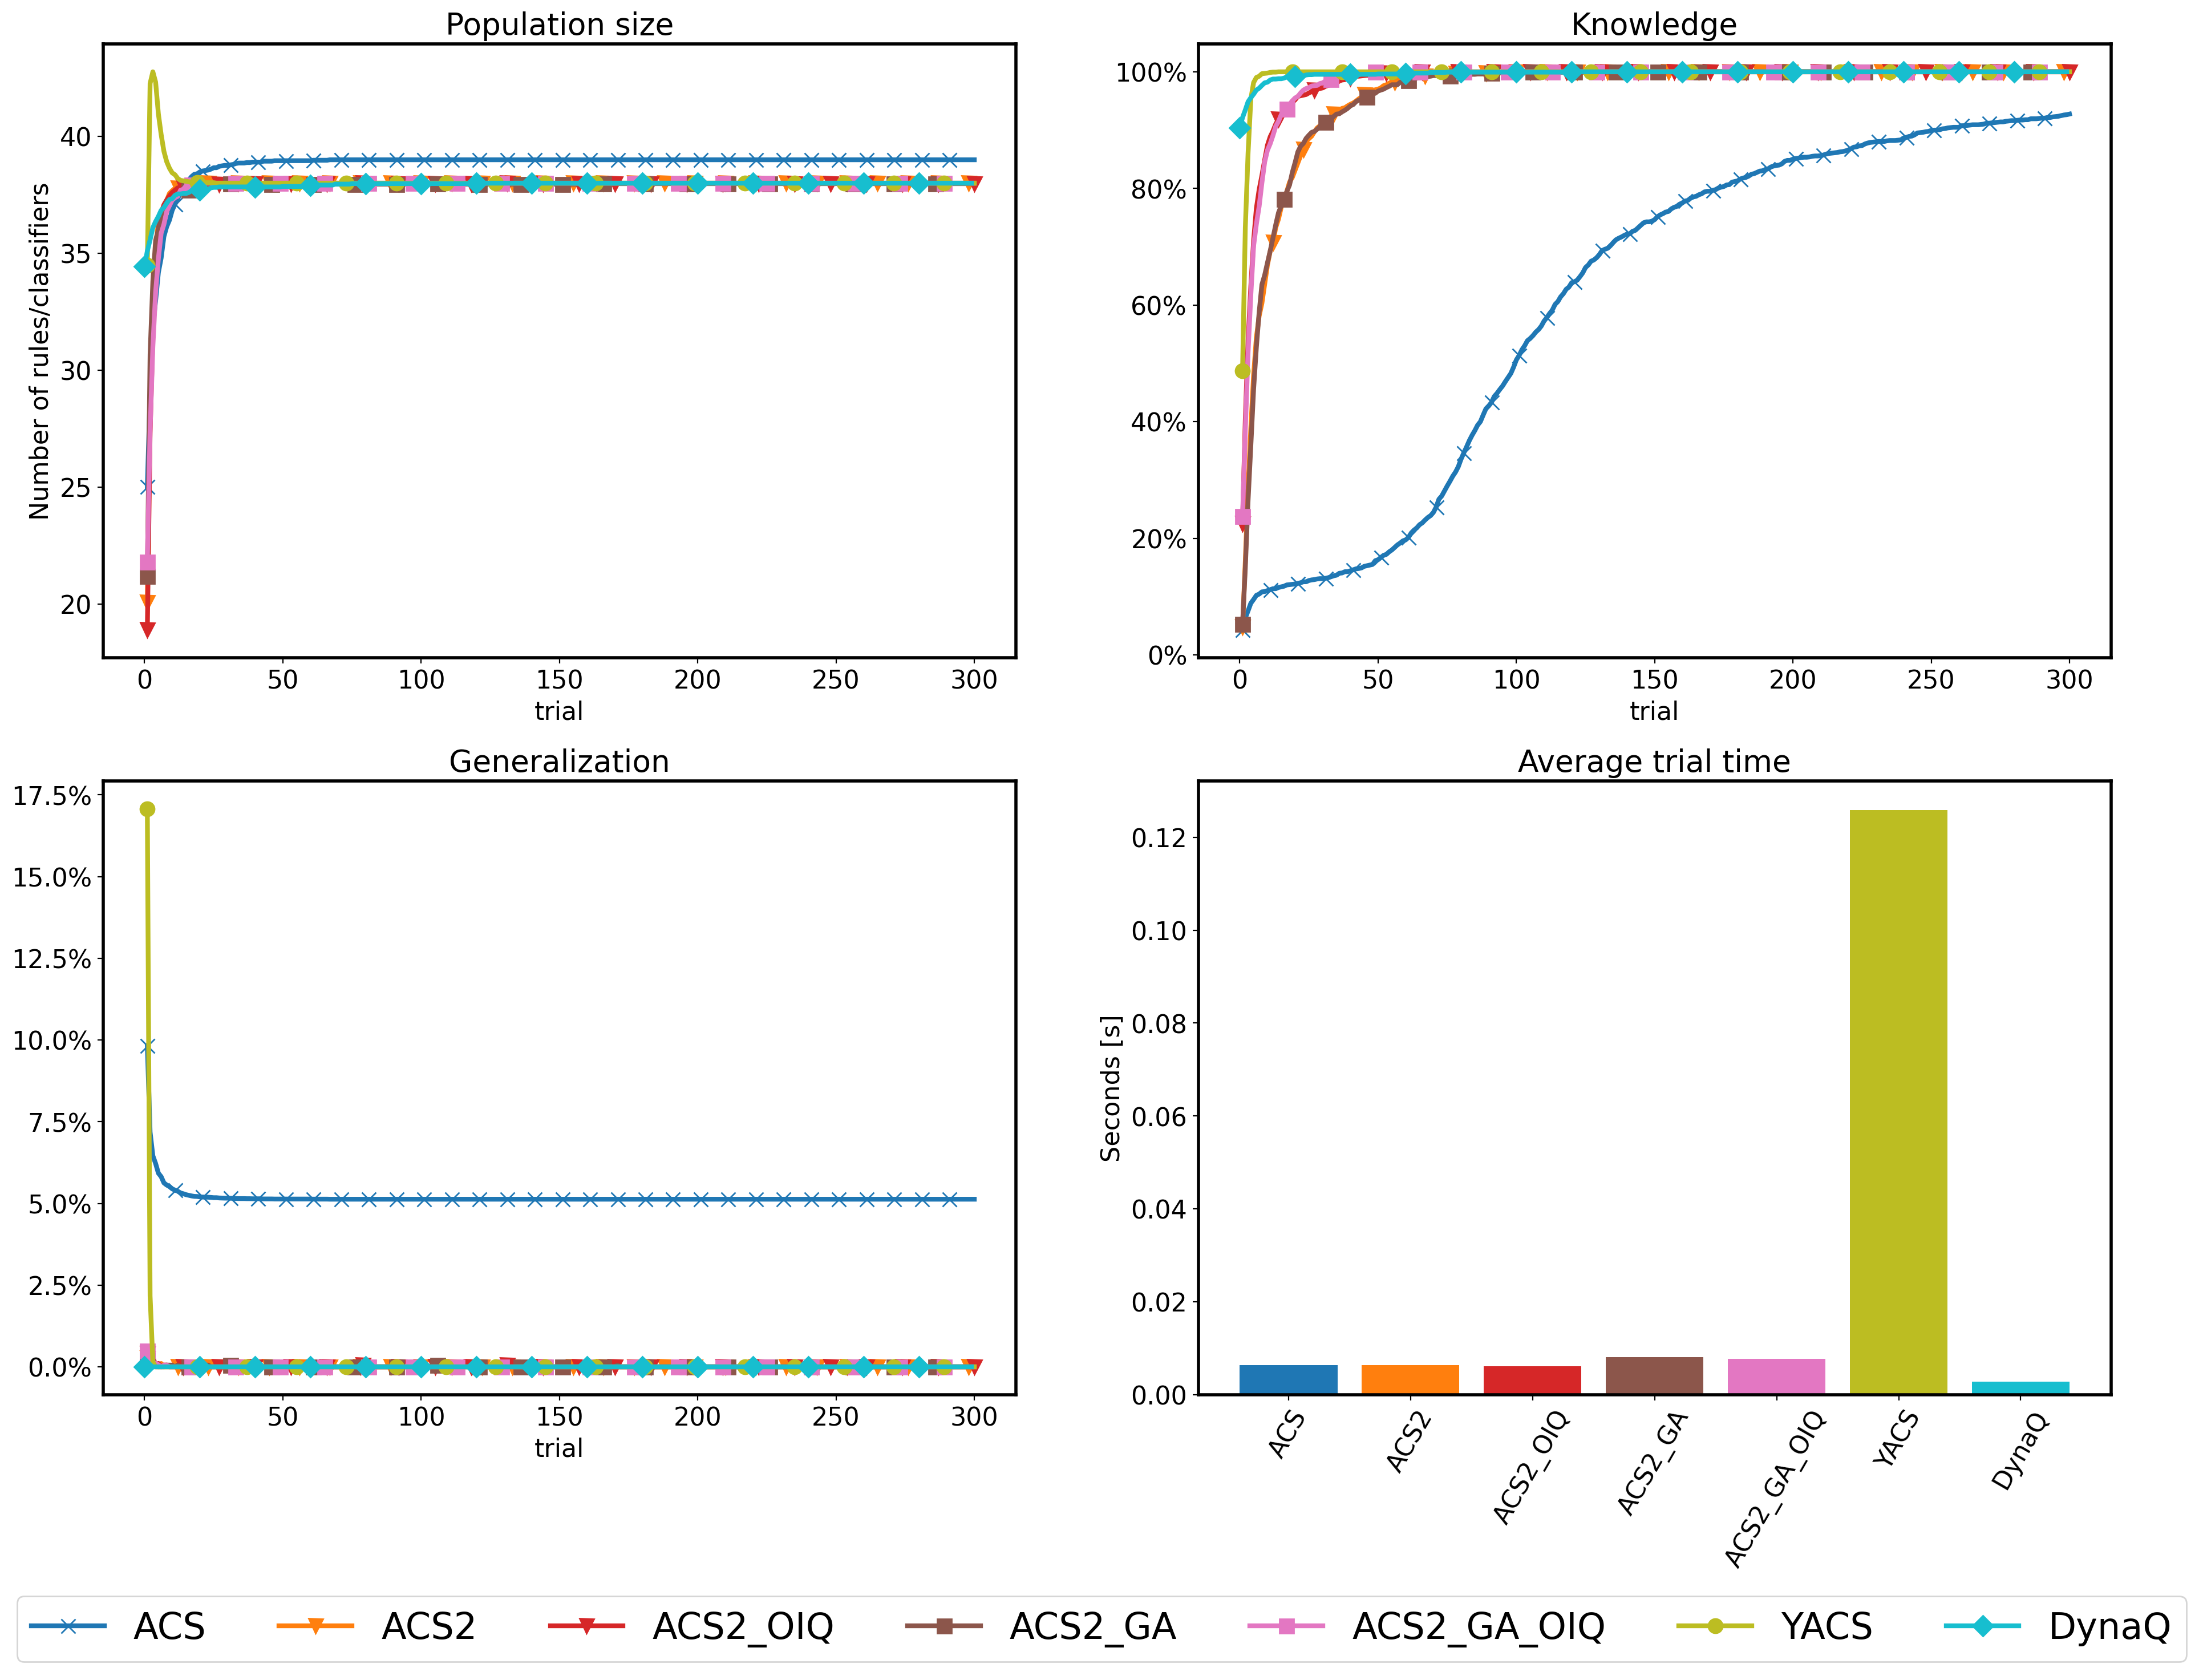 Population size
Number of rules/classifiers
40
35
30
25
20
0 50 100 150 200 250 300
trial
Knowledge
100%
80%
60%
40%
20%
0%
0 50 100 150 200 250 300
trial
Generalization
17.5%
15.0%
12.5%
10.0%
7.5%
5.0%
2.5%
0.0%
0 50 100 150 200 250 300
trial
Average trial time
Seconds [s]
0.12
0.10
0.08
0.06
0.04
0.02
0.00
ACS
ACS2
ACS2_OIQ
ACS2_GA
ACS2_GA_OIQ
YACS
DynaQ
ACS ACS2 ACS2_OIQ ACS2_GA ACS2_GA_OIQ YACS DynaQ